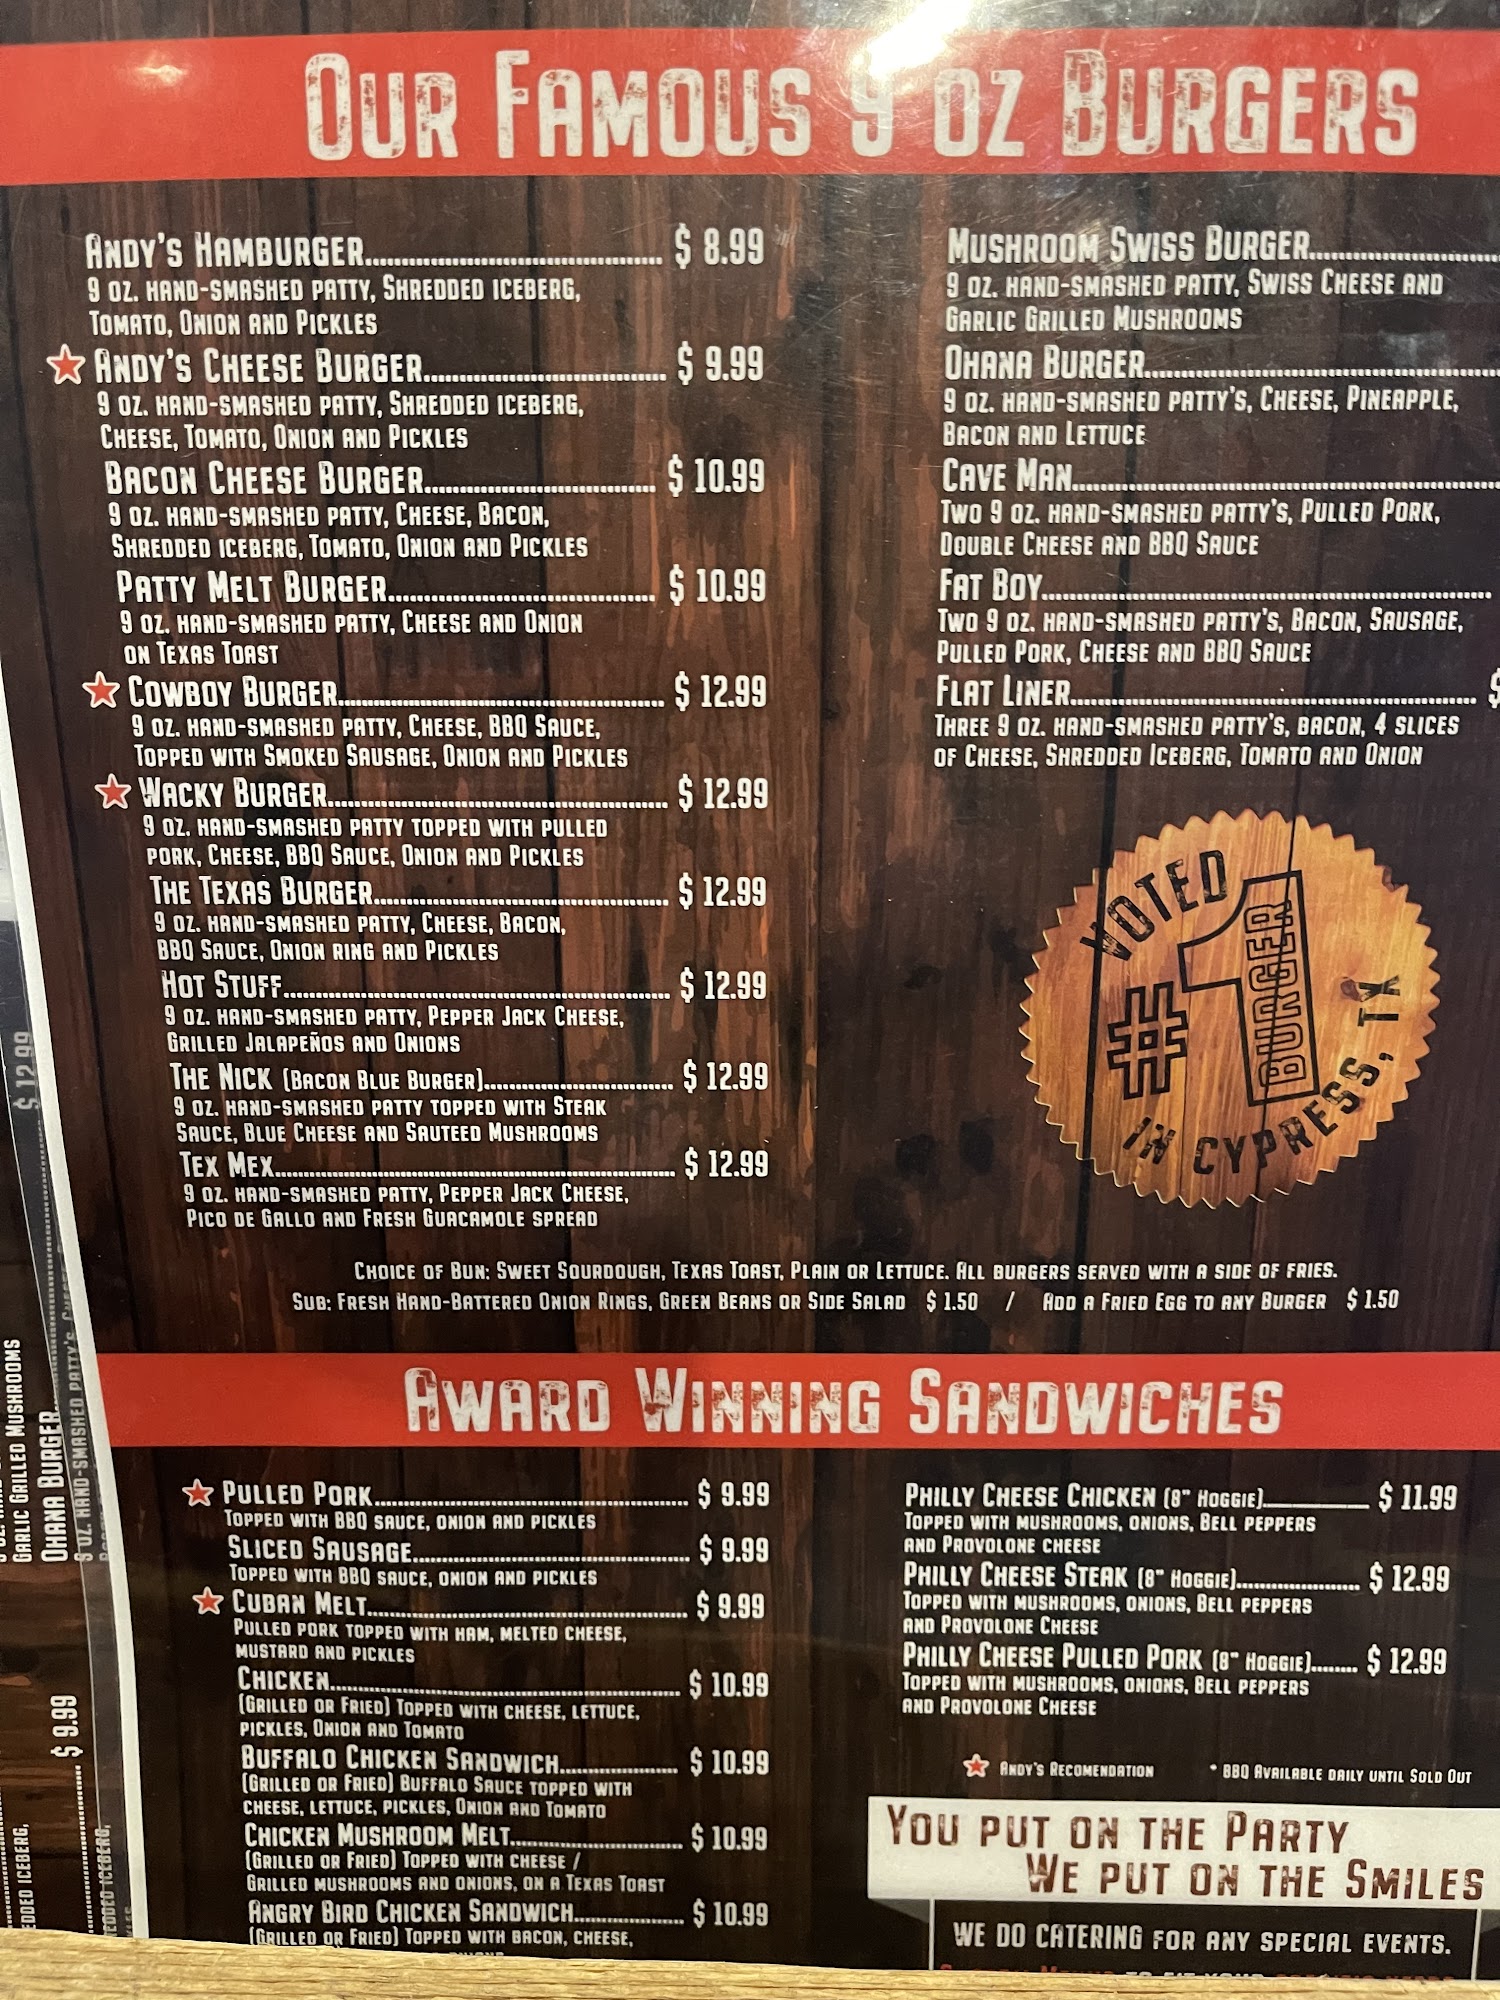 Our Famous 9 oz Burgers
Andy's Hamburger $ 8.99
9 oz. hand-smashed patty, Shredded iceberg,
Tomato, Onion and Pickles
Andy's Cheese Burger $ 9.99
9 oz. hand-smashed patty, Shredded iceberg,
Cheese, Tomato, Onion and Pickles
Bacon Cheese Burger $ 10.99
9 oz. hand-smashed patty, Cheese, Bacon,
Shredded iceberg, Tomato, Onion and Pickles
Patty Melt Burger $ 10.99
9 oz. hand-smashed patty, Cheese and Onion
on Texas Toast
Cowboy Burger $ 12.99
9 oz. hand-smashed patty, Cheese, BBQ Sauce,
Topped with Smoked Sausage, Onion and Pickles
Wacky Burger $ 12.99
9 oz. hand-smashed patty topped with pulled
pork, Cheese, BBQ Sauce, Onion and Pickles
The Texas Burger $ 12.99
9 oz. hand-smashed patty, Cheese, Bacon,
BBQ Sauce, Onion ring and Pickles
Hot Stuff $ 12.99
9 oz. hand-smashed patty, Pepper Jack Cheese,
Grilled Jalapeños and Onions
The Nick (Bacon Blue Burger) $ 12.99
9 oz. hand-smashed patty topped with Steak
Sauce, Blue Cheese and Sauteed Mushrooms
Tex Mex $ 12.99
9 oz. hand-smashed patty, Pepper Jack Cheese,
Pico de Gallo and Fresh Guacamole spread
Mushroom Swiss Burger
9 oz. hand-smashed patty, Swiss Cheese and
Garlic Grilled Mushrooms
Ohana Burger
9 oz. hand-smashed patty's, Cheese, Pineapple,
Bacon and Lettuce
Cave Man
Two 9 oz. hand-smashed patty's, Pulled Pork,
Double Cheese and BBQ Sauce
Fat Boy
Two 9 oz. hand-smashed patty's, Bacon, Sausage,
Pulled Pork, Cheese and BBQ Sauce
Flat Liner $
Three 9 oz. hand-smashed patty's, bacon, 4 slices
of Cheese, Shredded Iceberg, Tomato and Onion
Voted
#1
Burger
in Cypress, TX
Choice of Bun: Sweet Sourdough, Texas Toast, Plain or Lettuce. All burgers served with a side of fries.
Sub: Fresh Hand-Battered Onion Rings, Green Beans or Side Salad $ 1.50 / Add a Fried Egg to any Burger $ 1.50
Award Winning Sandwiches
Pulled Pork $ 9.99
Topped with BBQ sauce, onion and pickles
Sliced Sausage $ 9.99
Topped with BBQ sauce, onion and pickles
Cuban Melt $ 9.99
Pulled pork topped with ham, melted cheese,
mustard and pickles
Chicken $ 10.99
(Grilled or Fried) Topped with cheese, lettuce,
pickles, Onion and Tomato
Buffalo Chicken Sandwich $ 10.99
(Grilled or Fried) Buffalo Sauce topped with
cheese, lettuce, pickles, Onion and Tomato
Chicken Mushroom Melt $ 10.99
(Grilled or Fried) Topped with cheese /
Grilled mushrooms and onions, on a Texas Toast
Angry Bird Chicken Sandwich $ 10.99
(Grilled or Fried) Topped with bacon, cheese,
Philly Cheese Chicken (8" Hoggie) $ 11.99
Topped with mushrooms, onions, Bell peppers
and Provolone cheese
Philly Cheese Steak (8" Hoggie) $ 12.99
Topped with mushrooms, onions, Bell peppers
and Provolone Cheese
Philly Cheese Pulled Pork (8" Hoggie) $ 12.99
Topped with mushrooms, onions, Bell peppers
and Provolone Cheese
Andy's Recomendation * BBQ Available daily until Sold Out
You put on the Party
We put on the Smiles
We do catering for any special events.
$ 12.99
Garlic Grilled Mushrooms
Ohana Burger
9 oz. hand-smashed patty's, Cheese
$ 9.99